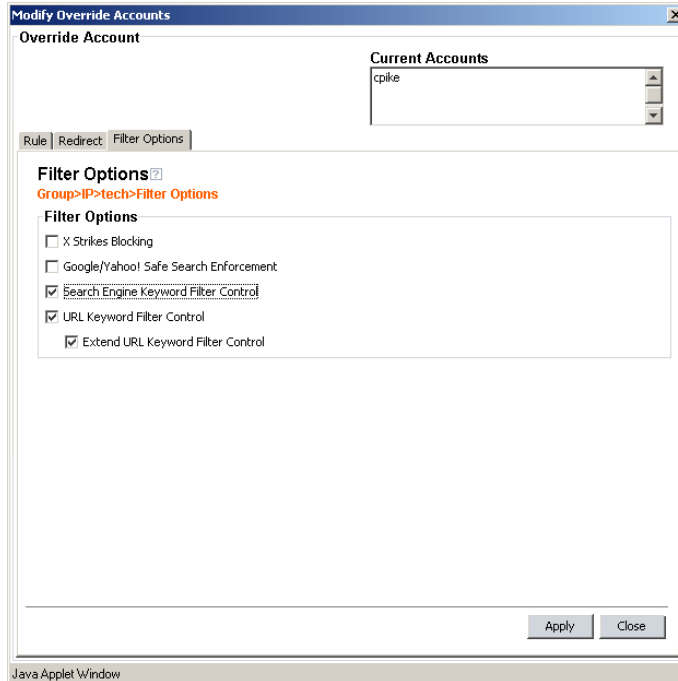 Modify Override Accounts
Override Account
Current Accounts
cpike
Rule Redirect Filter Options
Filter Options?
Group>IP>tech>Filter Options
Filter Options
X Strikes Blocking
Google/Yahoo! Safe Search Enforcement
Search Engine Keyword Filter Control
URL Keyword Filter Control
Extend URL Keyword Filter Control
Apply Close
Java Applet Window